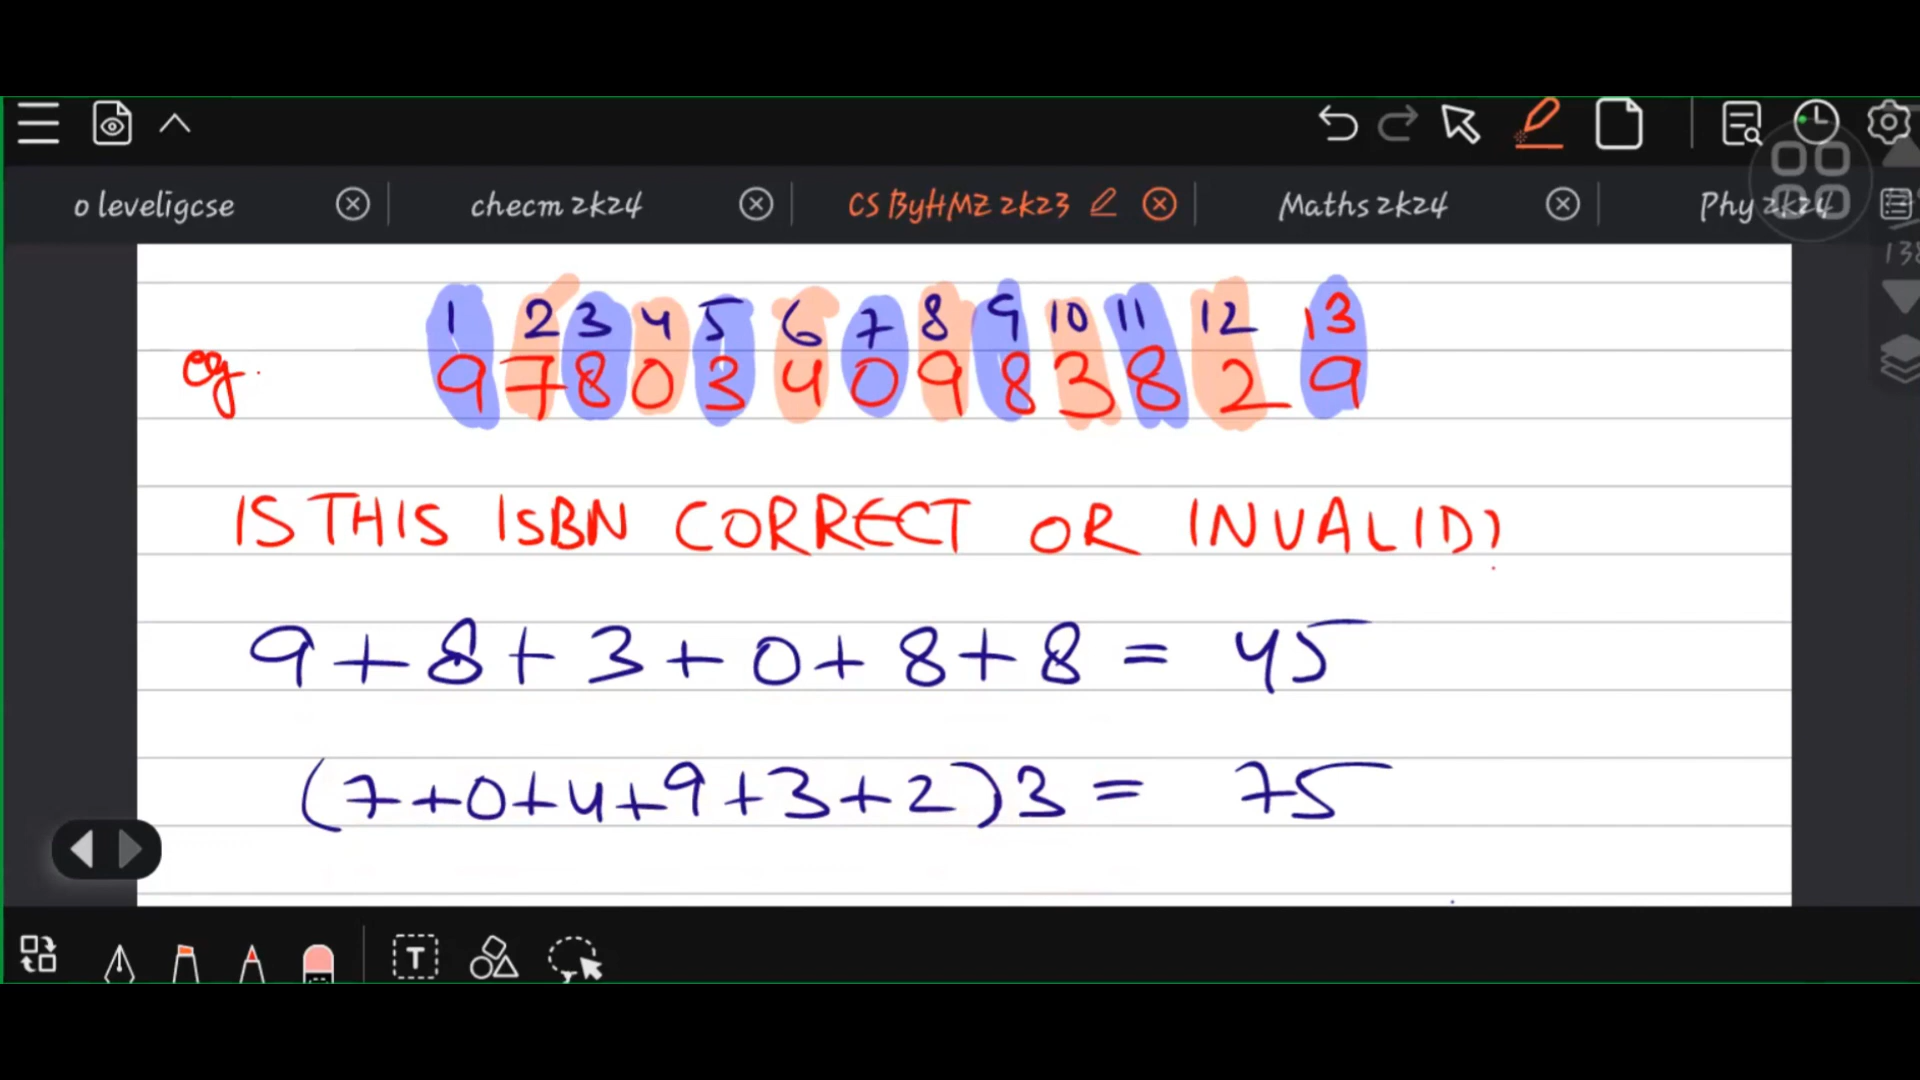 o leveligcse checm 2k24 CS ByHMZ 2k23 Maths 2k24 Phy 2k24
138
1 2 3 4 5 6 7 8 9 10 11 12 13
eg. 9 7 8 0 3 4 0 9 8 3 8 2 9
IS THIS ISBN CORRECT OR INVALID?
9 + 8 + 3 + 0 + 8 + 8 = 45
(7+0+4+9+3+2)3 = 75
T